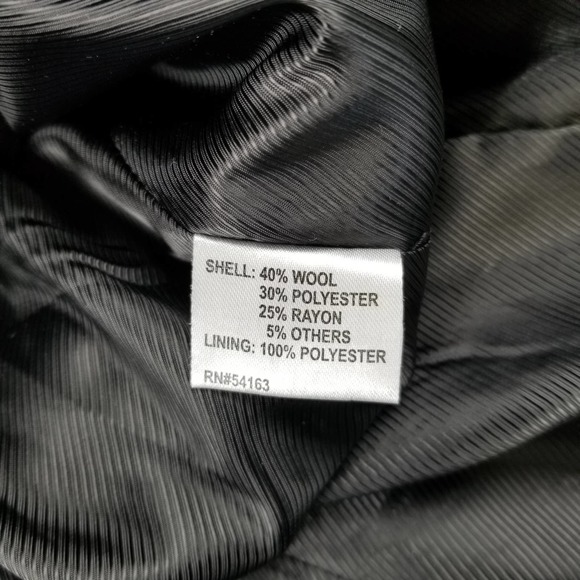 SHELL: 40% WOOL
30% POLYESTER
25% RAYON
5% OTHERS
LINING: 100% POLYESTER
RN#54163